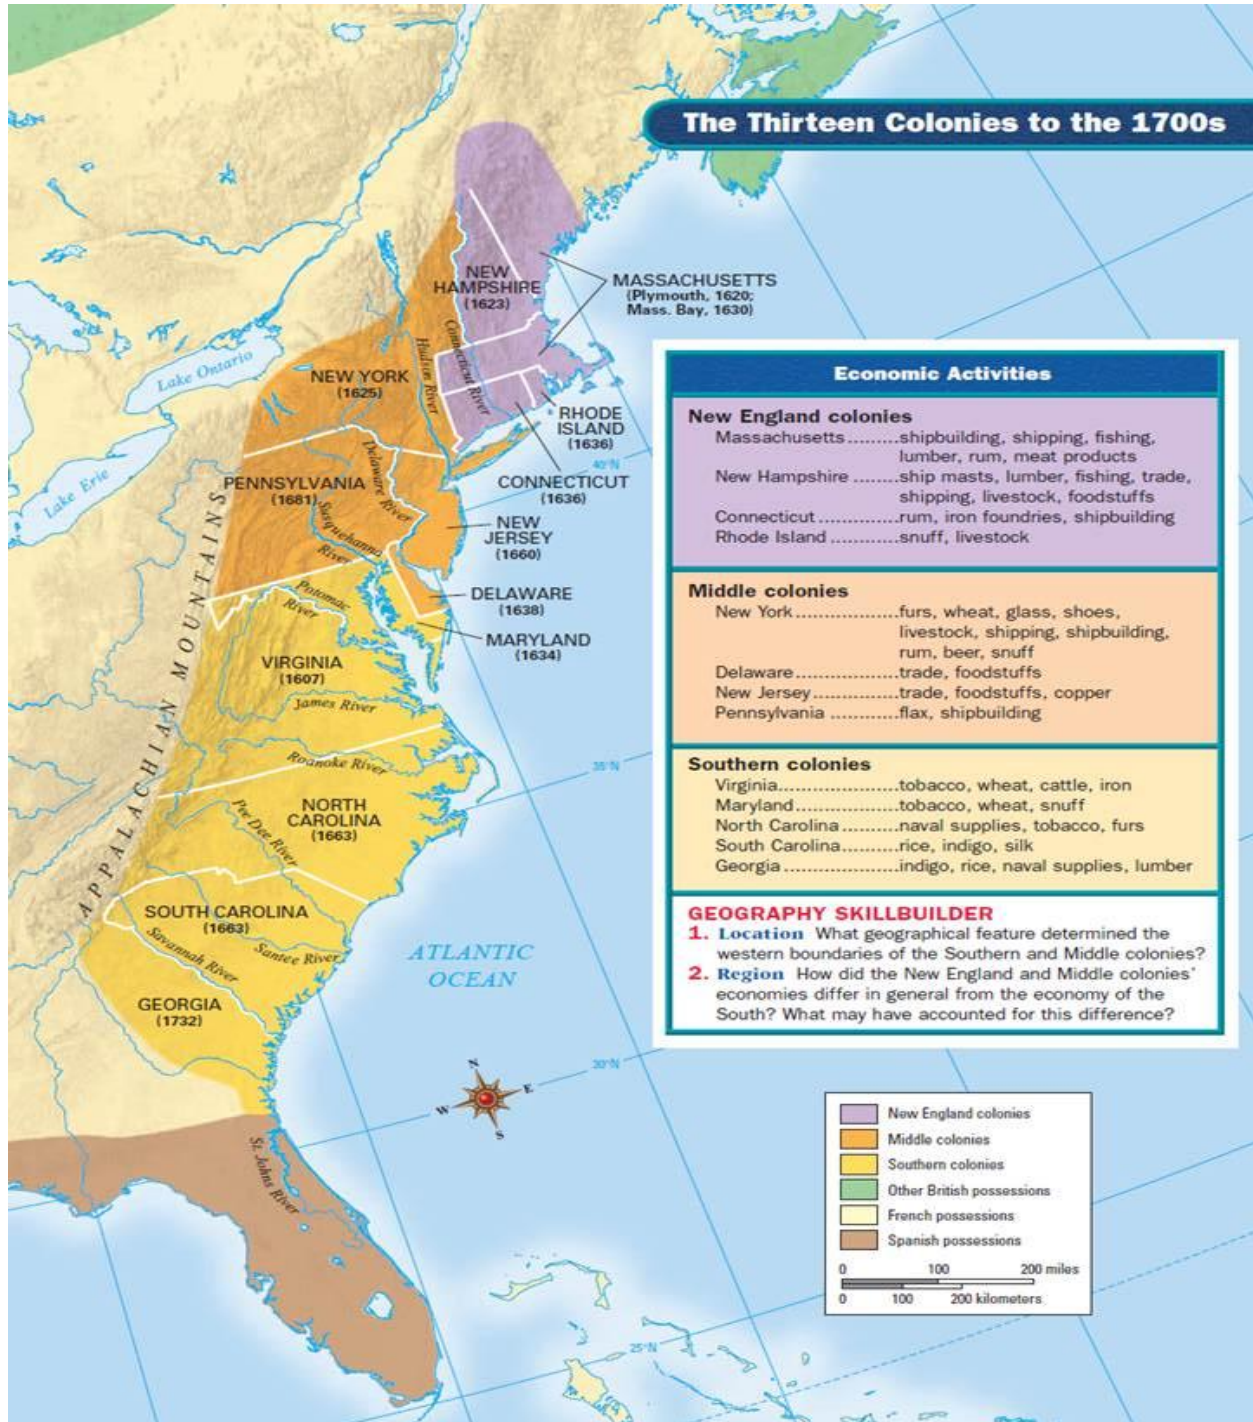 The Thirteen Colonies to the 1700s
NEW
HAMPSHIRE
(1623)
MASSACHUSETTS
(Plymouth, 1620;
Mass. Bay, 1630)
Lake Ontario
Lake Erie
NEW YORK
(1625)
Hudson River
Connecticut River
RHODE
ISLAND
(1636)
CONNECTICUT
(1636)
40°N
PENNSYLVANIA
(1681)
Delaware River
Susquehanna
River
NEW
JERSEY
(1660)
DELAWARE
(1638)
MARYLAND
(1634)
Potomac
River
VIRGINIA
(1607)
James River
APPALACHIAN MOUNTAINS
Roanoke River
35°N
NORTH
CAROLINA
(1663)
Pee Dee River
SOUTH CAROLINA
(1663)
Santee River
Savannah River
GEORGIA
(1732)
ATLANTIC
OCEAN
30°N
N
E
W
S
St. Johns River
25°N
Economic Activities
New England colonies
Massachusetts.........shipbuilding, shipping, fishing,
lumber, rum, meat products
New Hampshire .......ship masts, lumber, fishing, trade,
shipping, livestock, foodstuffs
Connecticut.............rum, iron foundries, shipbuilding
Rhode Island ...........snuff, livestock
Middle colonies
New York.................furs, wheat, glass, shoes,
livestock, shipping, shipbuilding,
rum, beer, snuff
Delaware.................trade, foodstuffs
New Jersey..............trade, foodstuffs, copper
Pennsylvania ...........flax, shipbuilding
Southern colonies
Virginia....................tobacco, wheat, cattle, iron
Maryland.................tobacco, wheat, snuff
North Carolina..........naval supplies, tobacco, furs
South Carolina..........rice, indigo, silk
Georgia ...................indigo, rice, naval supplies, lumber
GEOGRAPHY SKILLBUILDER
1. Location What geographical feature determined the
western boundaries of the Southern and Middle colonies?
2. Region How did the New England and Middle colonies'
economies differ in general from the economy of the
South? What may have accounted for this difference?
New England colonies
Middle colonies
Southern colonies
Other British possessions
French possessions
Spanish possessions
0 100 200 miles
0 100 200 kilometers